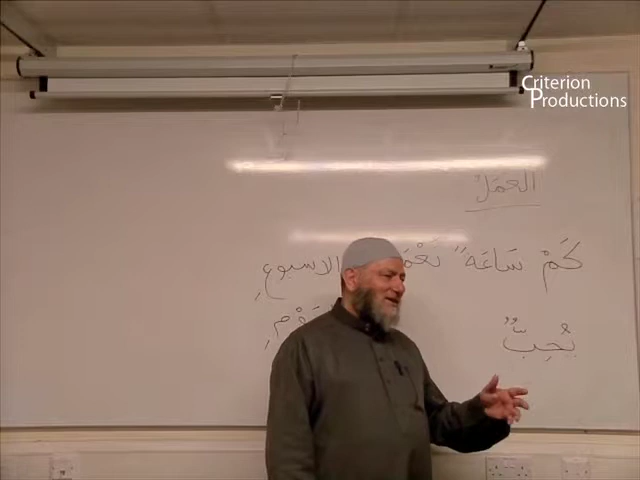 Criterion
Productions
العَمَلُ
كَمْ سَاعَةً الاسبوعِ
يُحِبُّ